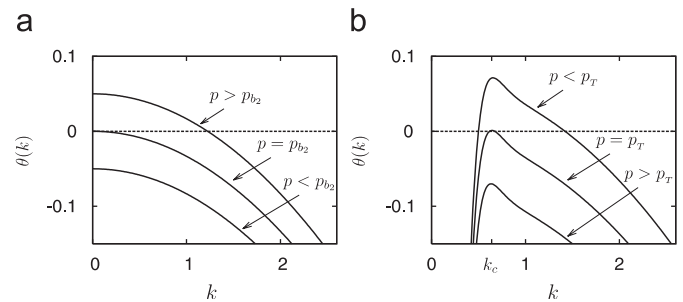 a
0.1
0
-0.1
θ(k)
p > p_{b_2}
p = p_{b_2}
p < p_{b_2}
0 1 2
k
b
0.1
0
-0.1
θ(k)
p < p_T
p = p_T
p > p_T
0 k_c 1 2
k